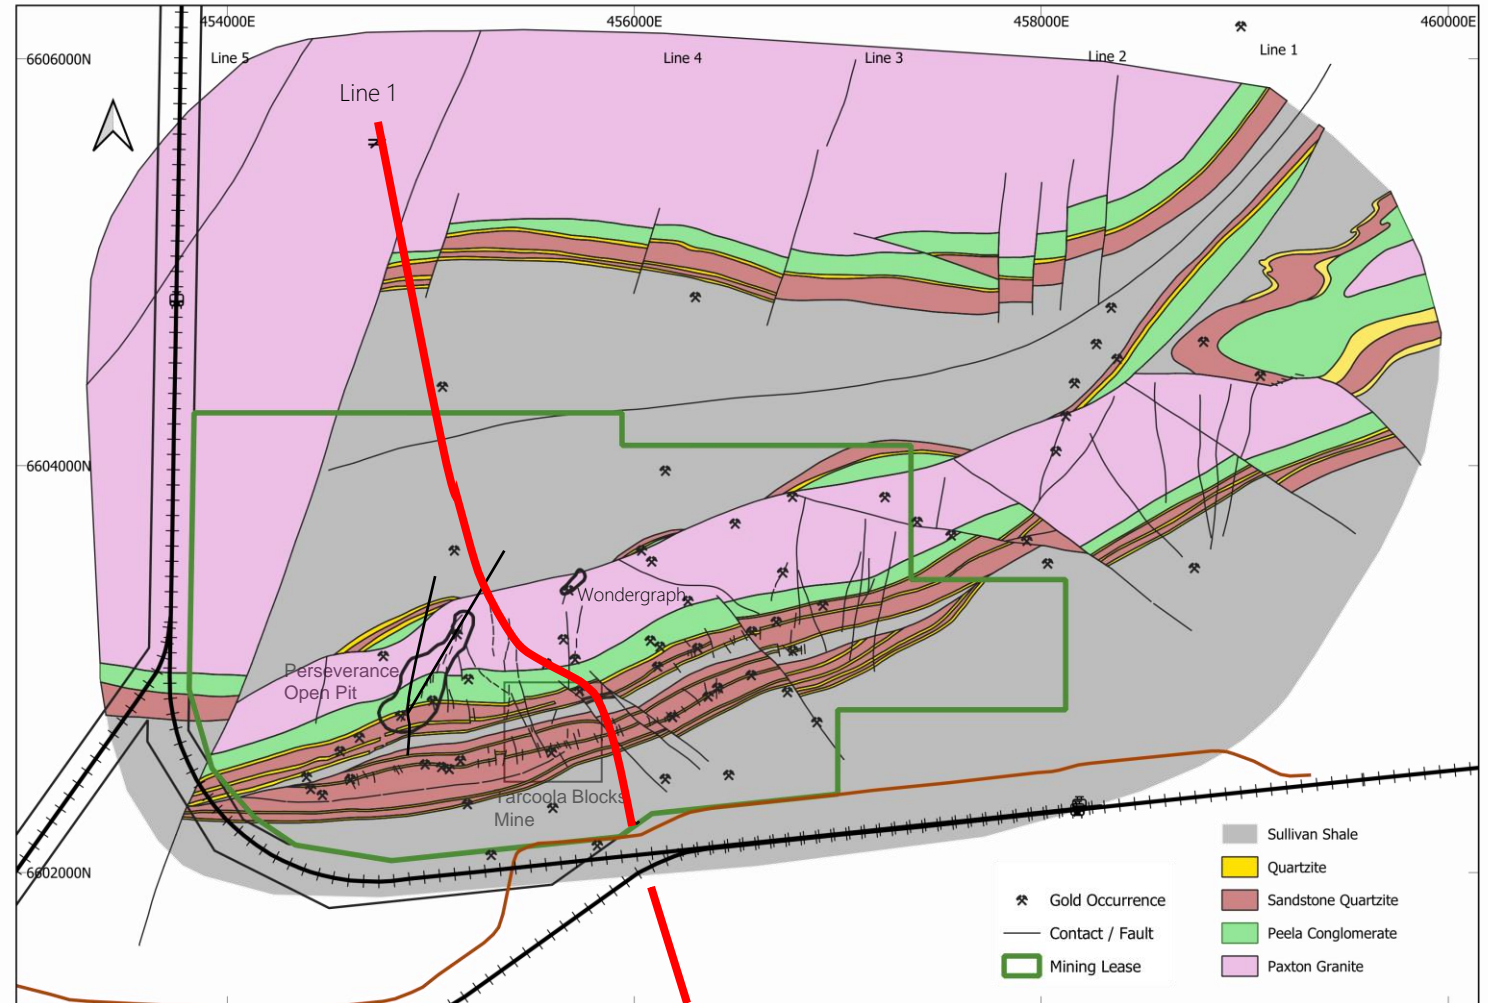 454000E
456000E
458000E
460000E
6606000N
Line 5
Line 4
Line 3
Line 2
Line 1
Line 1
6604000N
Wondergraph
Perseverance
Open Pit
Tarcoola Blocks
Mine
6602000N
Gold Occurrence
Contact / Fault
Mining Lease
Sullivan Shale
Quartzite
Sandstone Quartzite
Peela Conglomerate
Paxton Granite